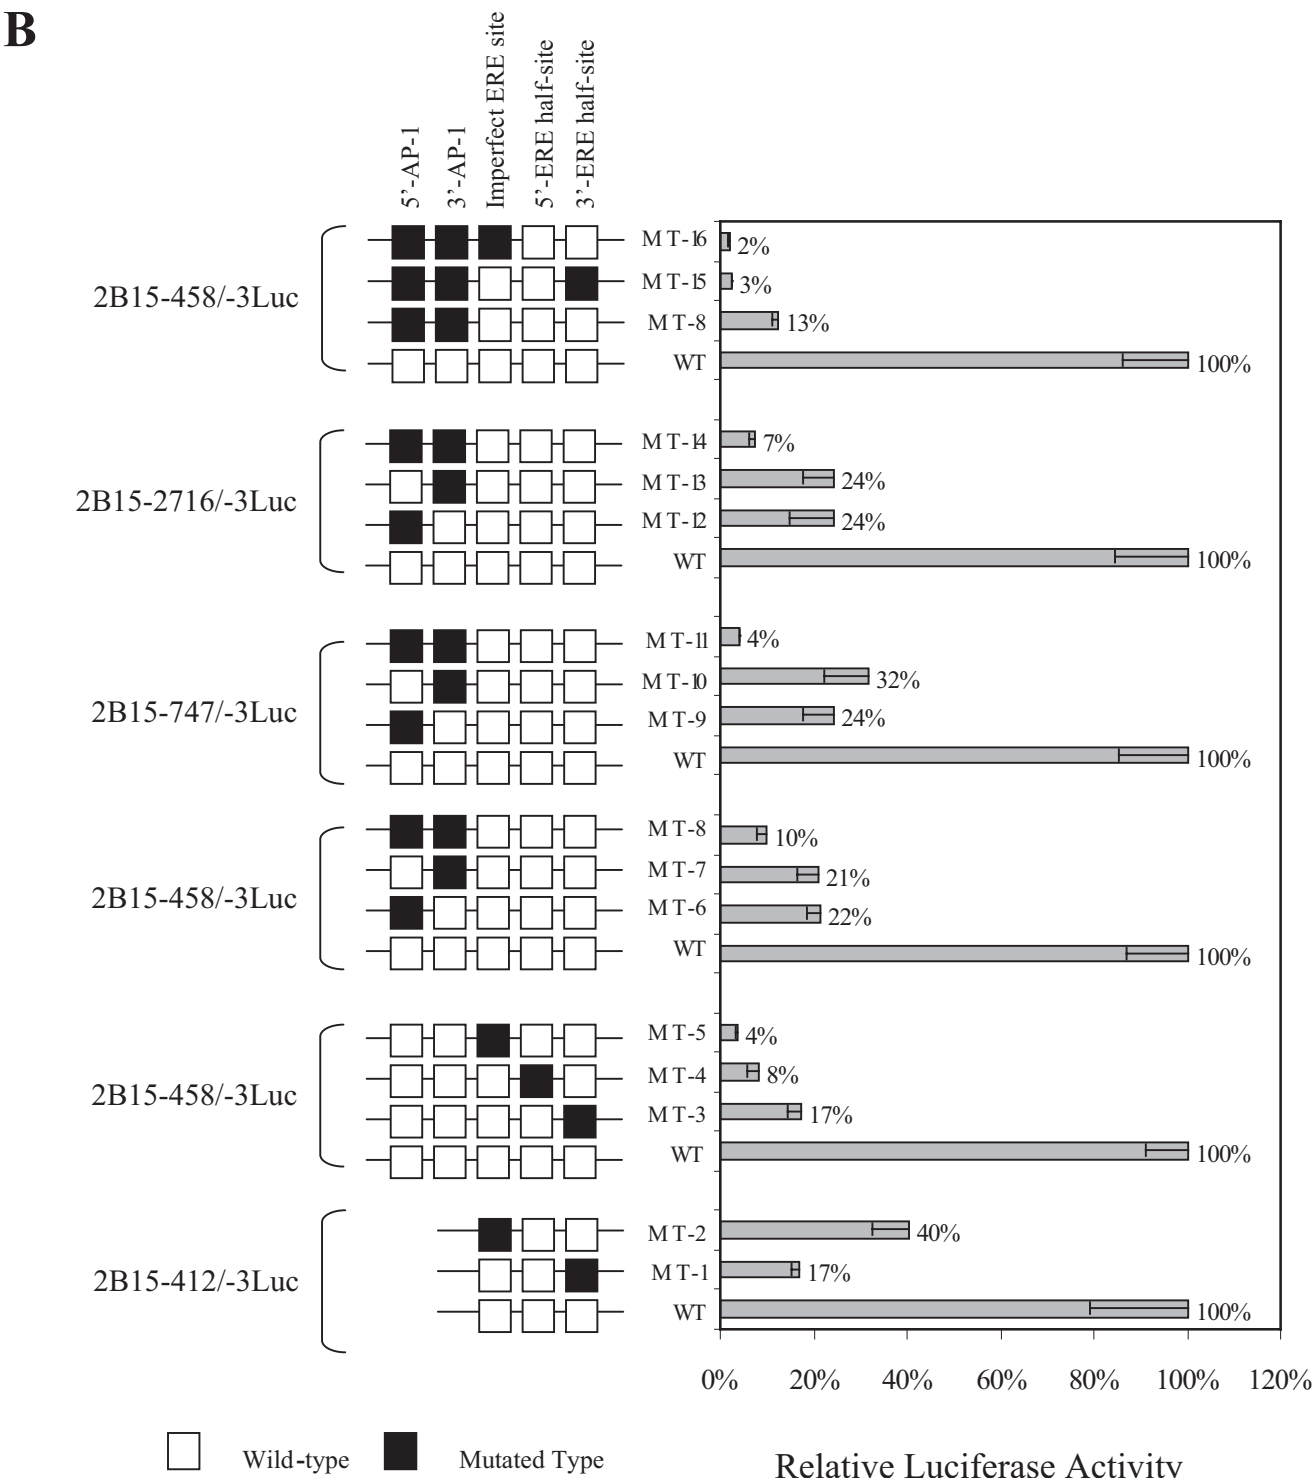 B
5’-AP-1
3’-AP-1
Imperfect ERE site
5’-ERE half-site
3’-ERE half-site
2B15-458/-3Luc
MT-16 2%
MT-15 3%
MT-8 13%
WT 100%
2B15-2716/-3Luc
MT-14 7%
MT-13 24%
MT-12 24%
WT 100%
2B15-747/-3Luc
MT-11 4%
MT-10 32%
MT-9 24%
WT 100%
2B15-458/-3Luc
MT-8 10%
MT-7 21%
MT-6 22%
WT 100%
2B15-458/-3Luc
MT-5 4%
MT-4 8%
MT-3 17%
WT 100%
2B15-412/-3Luc
MT-2 40%
MT-1 17%
WT 100%
0% 20% 40% 60% 80% 100% 120%
Wild-type Mutated Type
Relative Luciferase Activity